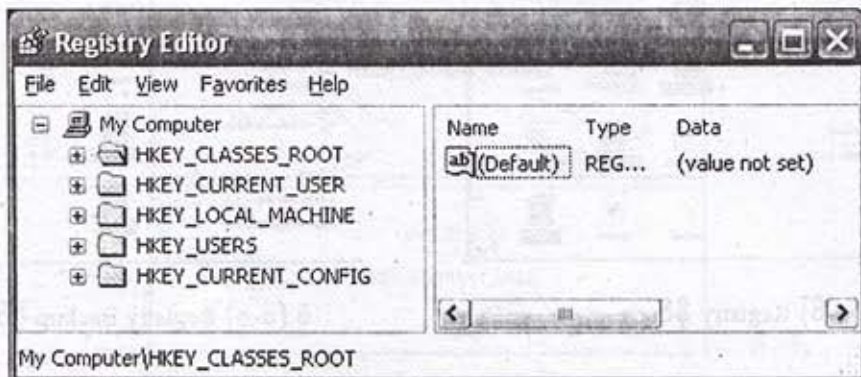 Registry Editor
File Edit View Favorites Help
My Computer
HKEY_CLASSES_ROOT
HKEY_CURRENT_USER
HKEY_LOCAL_MACHINE
HKEY_USERS
HKEY_CURRENT_CONFIG
Name Type Data
ab (Default) REG... (value not set)
My Computer\HKEY_CLASSES_ROOT